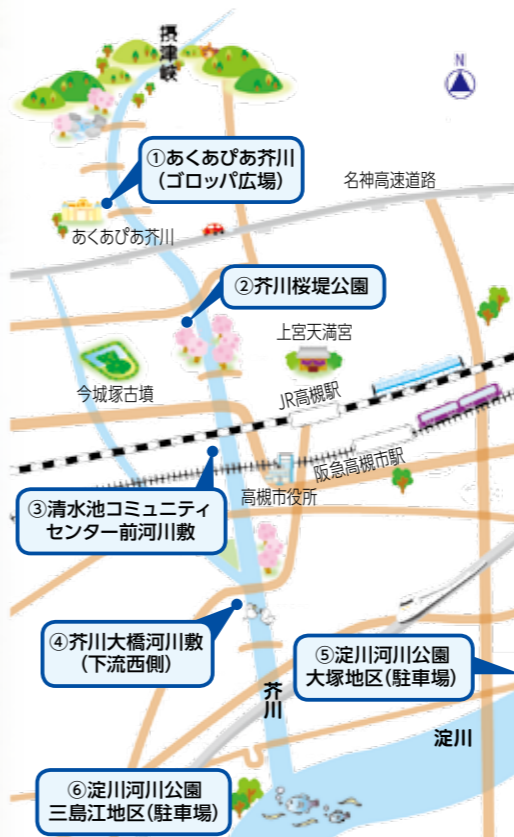 摂津峡
N
①あくあぴあ芥川
(ゴロッパ広場)
名神高速道路
あくあぴあ芥川
②芥川桜堤公園
上宮天満宮
今城塚古墳
JR高槻駅
阪急高槻市駅
高槻市役所
③清水池コミュニティ
センター前河川敷
④芥川大橋河川敷
(下流西側)
⑤淀川河川公園
大塚地区(駐車場)
芥川
淀川
⑥淀川河川公園
三島江地区(駐車場)